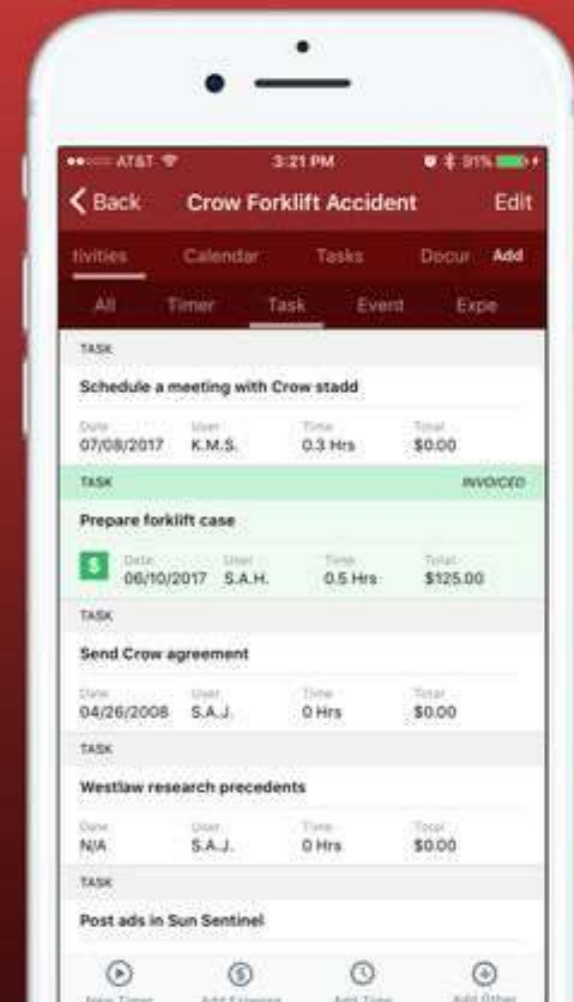 AT&T 3:21 PM 91%
Back Crow Forklift Accident Edit
tivities Calendar Tasks Docur Add
All Timer Task Event Expe
TASK
Schedule a meeting with Crow stadd
Date User Time Total
07/08/2017 K.M.S. 0.3 Hrs $0.00
TASK INVOICED
Prepare forklift case
$ Date User Time Total
06/10/2017 S.A.H. 0.5 Hrs $125.00
TASK
Send Crow agreement
Date User Time Total
04/26/2008 S.A.J. 0 Hrs $0.00
TASK
Westlaw research precedents
Date User Time Total
N/A S.A.J. 0 Hrs $0.00
TASK
Post ads in Sun Sentinel
New Timer Add Expense Add Time Add Other